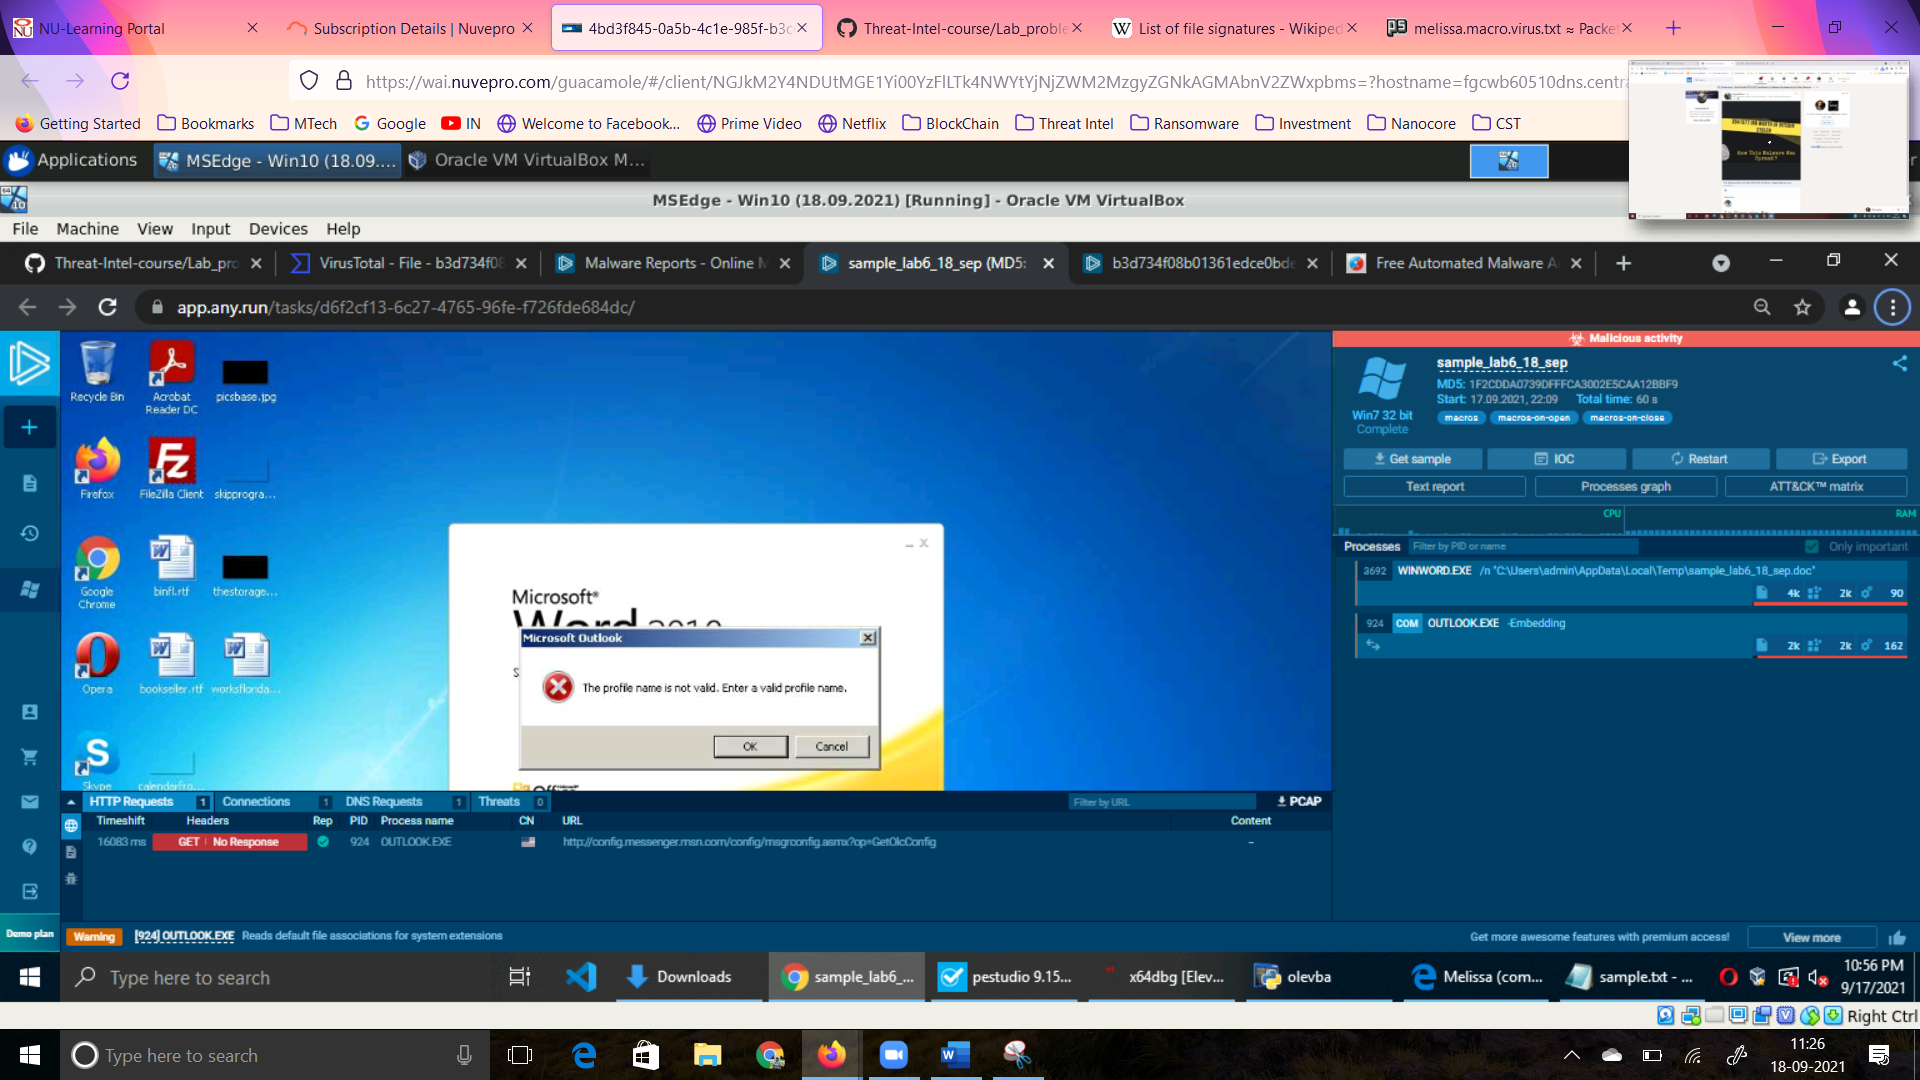 NU-Learning Portal
Subscription Details | Nuvepro
4bd3f845-0a5b-4c1e-985f-b3c
Threat-Intel-course/Lab_proble
List of file signatures - Wikiped
melissa.macro.virus.txt ≈ Packet
https://wai.nuvepro.com/guacamole/#/client/NGJkM2Y4NDUtMGE1Yi00YzFlLTk4NWYtYjNjZWM2MzgyZGNkAGMAbnV2ZWxpbms=?hostname=fgcwb60510dns.centra
Getting Started
Bookmarks
MTech
Google
IN
Welcome to Facebook...
Prime Video
Netflix
BlockChain
Threat Intel
Ransomware
Investment
Nanocore
CST
Applications
MSEdge - Win10 (18.09....
Oracle VM VirtualBox M...
How This Malware Was
Spread?
MSEdge - Win10 (18.09.2021) [Running] - Oracle VM VirtualBox
File Machine View Input Devices Help
Threat-Intel-course/Lab_pro
VirusTotal - File - b3d734f08
Malware Reports - Online M
sample_lab6_18_sep (MD5:
b3d734f08b01361edce0bde
Free Automated Malware A
app.any.run/tasks/d6f2cf13-6c27-4765-96fe-f726fde684dc/
Malicious activity
sample_lab6_18_sep
MD5: 1F2CDDA0739DFFFCA3002E5CAA12BBF9
Start: 17.09.2021, 22:09 Total time: 60 s
Win7 32 bit
Complete
macros macros-on-open macros-on-close
Get sample
IOC
Restart
Export
Text report
Processes graph
ATT&CK™ matrix
CPU
RAM
Processes
Filter by PID or name
Only important
3692 WINWORD.EXE /n "C:\Users\admin\AppData\Local\Temp\sample_lab6_18_sep.doc"
4k 2k 90
924 COM OUTLOOK.EXE -Embedding
2k 2k 162
Recycle Bin
Acrobat
Reader DC
picsbase.jpg
Firefox
FileZilla Client
skipprogra...
Google
Chrome
binfl.rtf
thestorage...
Opera
bookseller.rtf
worksflorida...
Skype
calendarfro...
Microsoft®
Word 2010
Microsoft Outlook
The profile name is not valid. Enter a valid profile name.
OK
Cancel
Office
HTTP Requests 1
Connections 1
DNS Requests 1
Threats 0
Filter by URL
PCAP
Timeshift Headers Rep PID Process name CN URL Content
16083 ms GET No Response 924 OUTLOOK.EXE http://config.messenger.msn.com/config/msgrconfig.asmx?op=GetOlcConfig –
Demo plan
Warning [924] OUTLOOK.EXE Reads default file associations for system extensions
Get more awesome features with premium access!
View more
Type here to search
Downloads
sample_lab6_...
pestudio 9.15...
x64dbg [Elev...
olevba
Melissa (com...
sample.txt - ...
10:56 PM
9/17/2021
Right Ctrl
Type here to search
11:26
18-09-2021